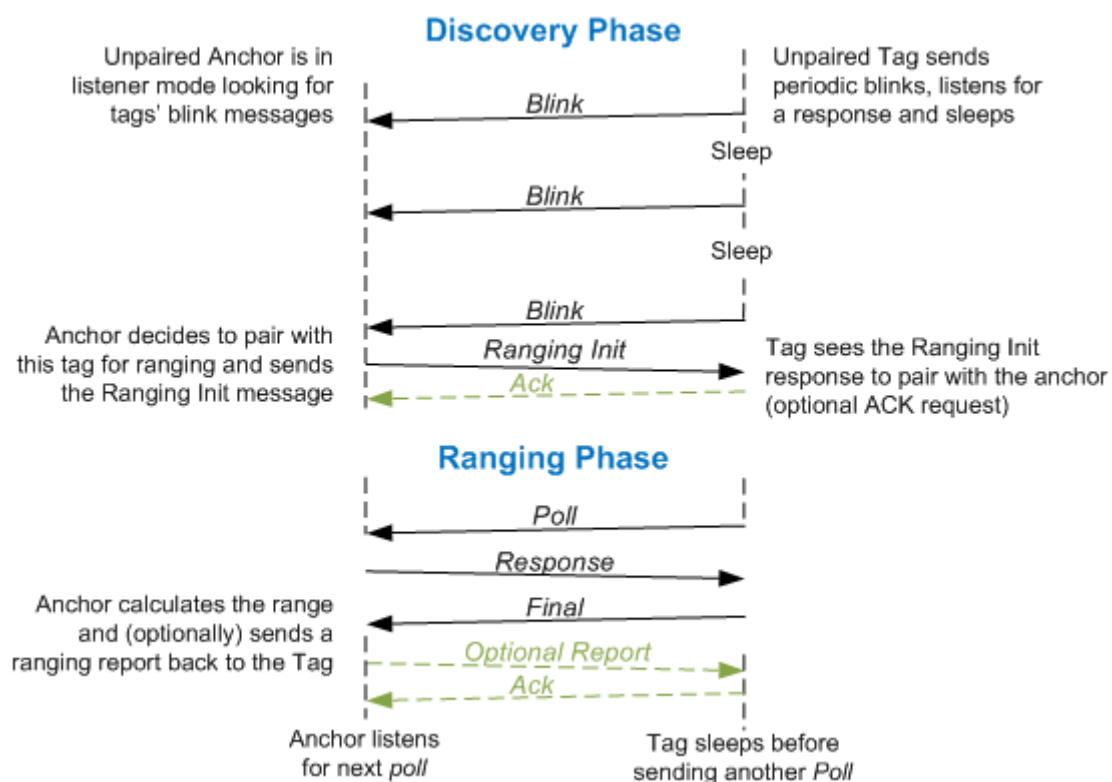 Discovery Phase
Unpaired Anchor is in
listener mode looking for
tags' blink messages
Unpaired Tag sends
periodic blinks, listens for
a response and sleeps
Blink
Sleep
Blink
Sleep
Blink
Anchor decides to pair with
this tag for ranging and sends
the Ranging Init message
Ranging Init
Ack
Tag sees the Ranging Init
response to pair with the anchor
(optional ACK request)
Ranging Phase
Poll
Response
Final
Anchor calculates the range
and (optionally) sends a
ranging report back to the Tag
Optional Report
Ack
Anchor listens
for next poll
Tag sleeps before
sending another Poll